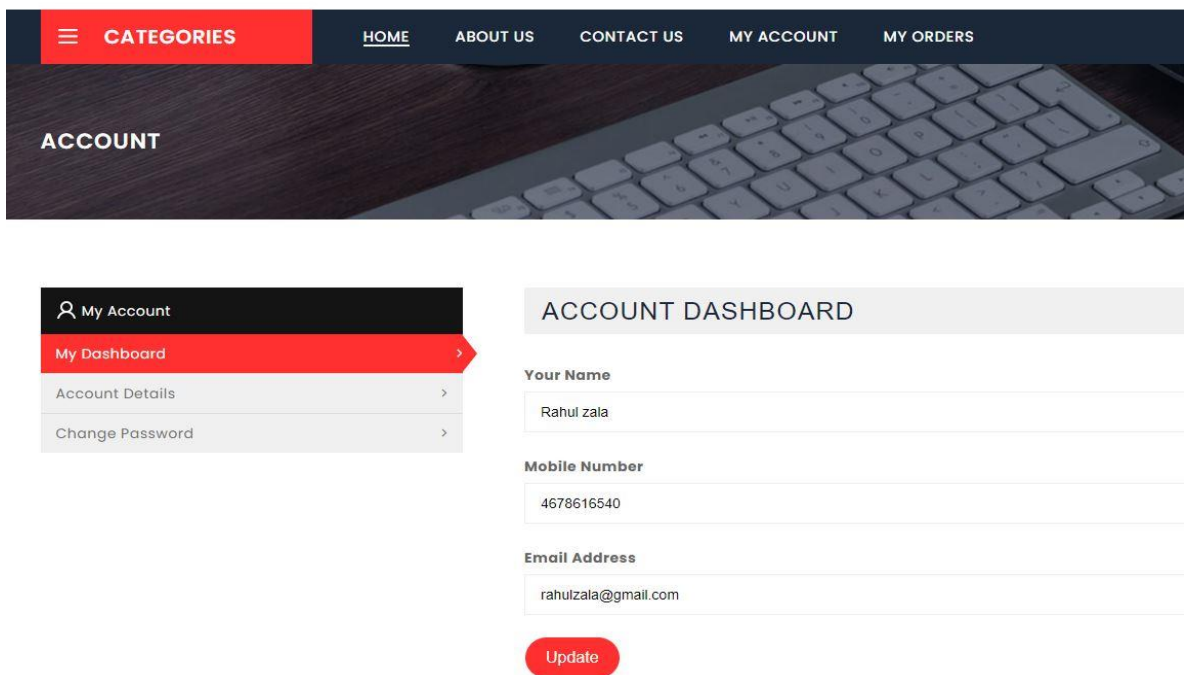 CATEGORIES HOME ABOUT US CONTACT US MY ACCOUNT MY ORDERS
ACCOUNT
My Account
My Dashboard
Account Details
Change Password
ACCOUNT DASHBOARD
Your Name
Rahul zala
Mobile Number
4678616540
Email Address
rahulzala@gmail.com
Update